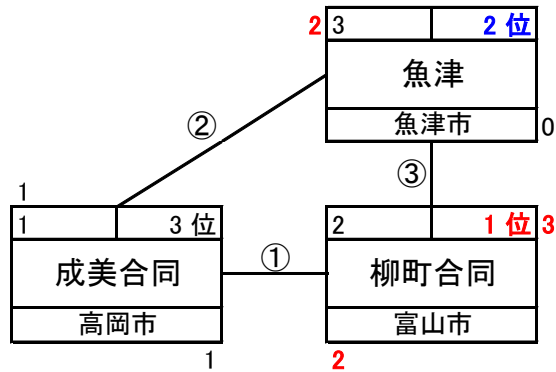 2 3 2 位
魚津
魚津市 0
②
③
1
1 3 位
成美合同
高岡市
1
①
2 1 位 3
柳町合同
富山市
2